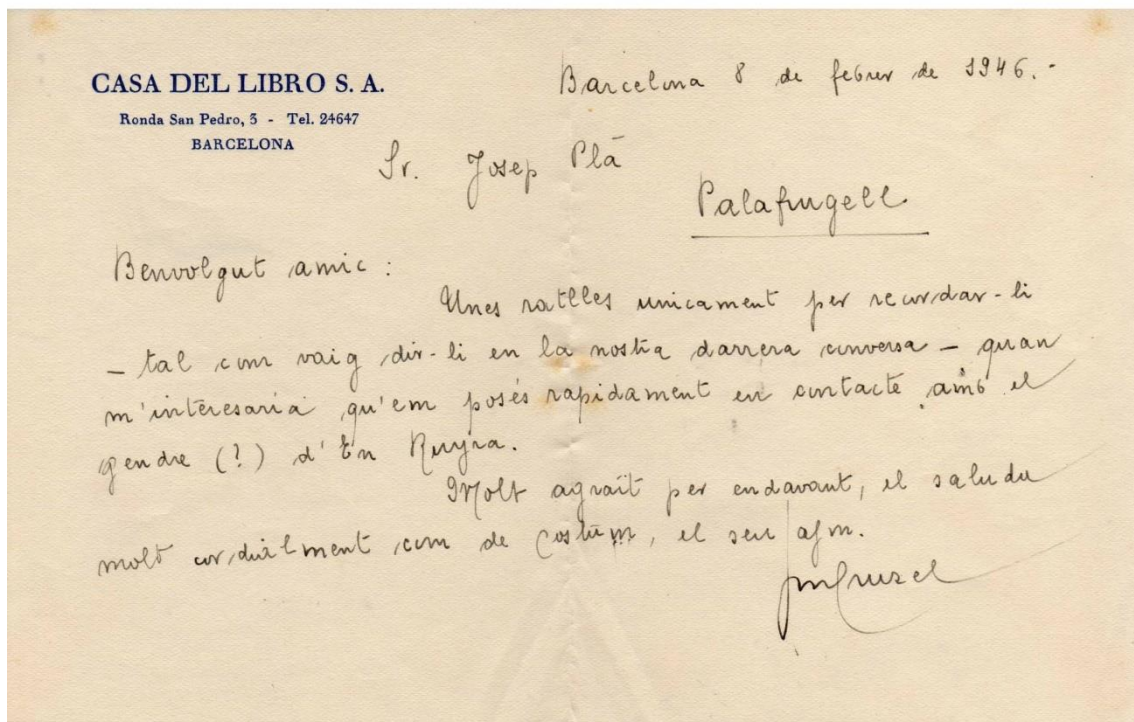 CASA DEL LIBRO S. A.
Ronda San Pedro, 3 - Tel. 24647
BARCELONA
Barcelona 8 de febrer de 1946.-
Sr. Josep Plà
Palafrugell
Benvolgut amic:
Unes ratlles unicament per recordar-li
- tal com vaig dir-li en la nostra darrera conversa - quan
m'intéresaria qu'em posés rapidament en contacte amb el
gendre (?) d'En Ruyra.
Molt agraït per endavant, el saluda
molt cordialment com de costum, el seu afm.